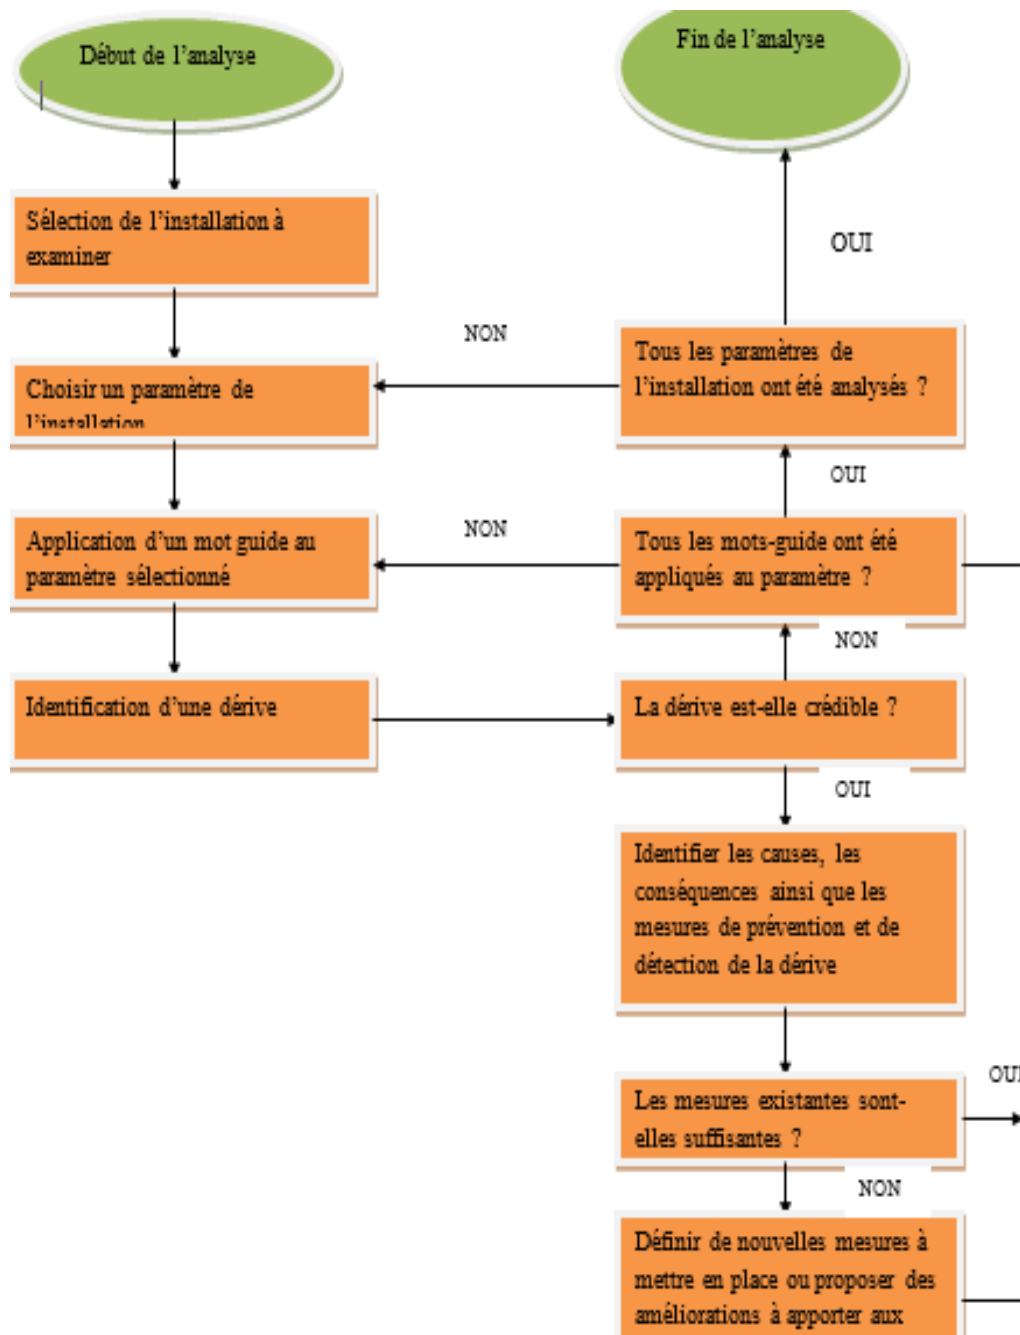 Début de l’analyse
Sélection de l’installation à
examiner
Choisir un paramètre de
l’installation
Application d’un mot guide au
paramètre sélectionné
Identification d’une dérive
Fin de l’analyse
OUI
Tous les paramètres de
l’installation ont été analysés ?
NON
OUI
Tous les mots-guide ont été
appliqués au paramètre ?
NON
NON
La dérive est-elle crédible ?
OUI
Identifier les causes, les
conséquences ainsi que les
mesures de prévention et de
détection de la dérive
Les mesures existantes sont-
elles suffisantes ?
OUI
NON
Définir de nouvelles mesures à
mettre en place ou proposer des
améliorations à apporter aux